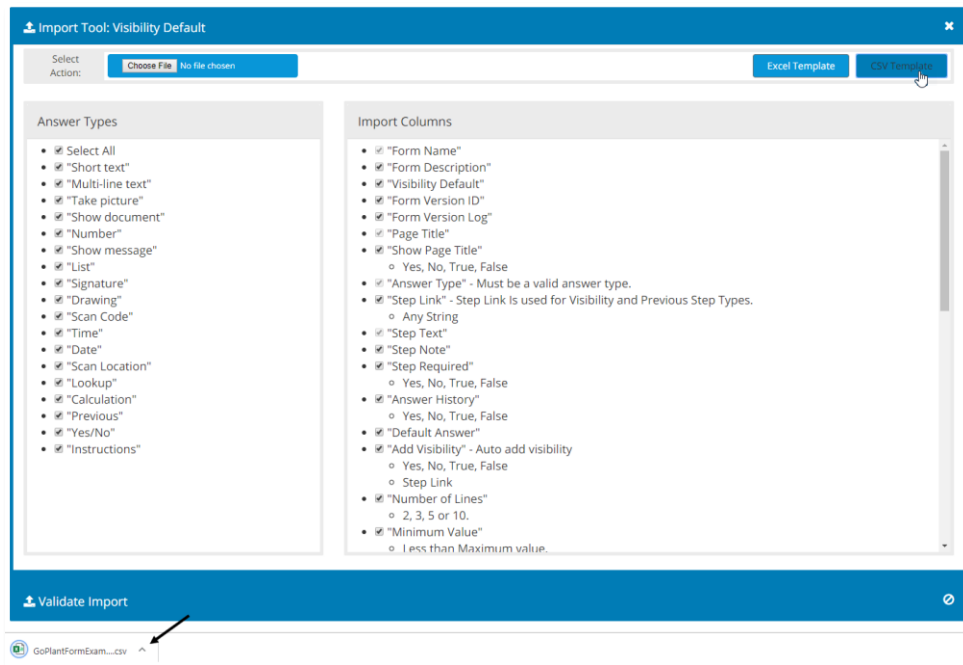 Import Tool: Visibility Default
Select
Action:
Choose File No file chosen
Excel Template
CSV Template
Answer Types
Select All
"Short text"
"Multi-line text"
"Take picture"
"Show document"
"Number"
"Show message"
"List"
"Signature"
"Drawing"
"Scan Code"
"Time"
"Date"
"Scan Location"
"Lookup"
"Calculation"
"Previous"
"Yes/No"
"Instructions"
Import Columns
"Form Name"
"Form Description"
"Visibility Default"
"Form Version ID"
"Form Version Log"
"Page Title"
"Show Page Title"
Yes, No, True, False
"Answer Type" - Must be a valid answer type.
"Step Link" - Step Link Is used for Visibility and Previous Step Types.
Any String
"Step Text"
"Step Note"
"Step Required"
Yes, No, True, False
"Answer History"
Yes, No, True, False
"Default Answer"
"Add Visibility" - Auto add visibility
Yes, No, True, False
Step Link
"Number of Lines"
2, 3, 5 or 10.
"Minimum Value"
Less than Maximum value.
Validate Import
GoPlantFormExam....csv